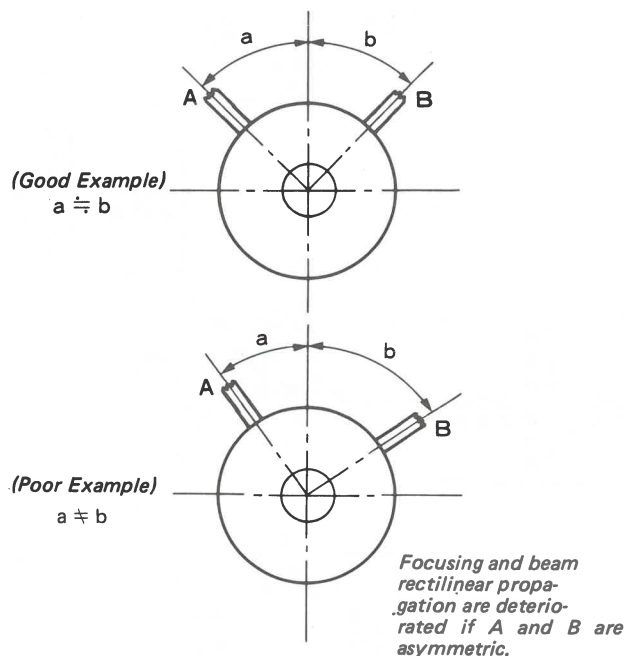 a b
A B
(Good Example)
a ≒ b
a b
A B
(Poor Example)
a ≠ b
Focusing and beam
rectilinear propa-
gation are deterio-
rated if A and B are
asymmetric.